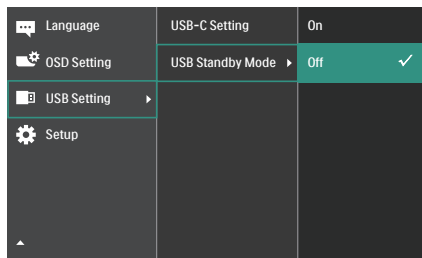 Language
OSD Setting
USB Setting
Setup
USB-C Setting
USB Standby Mode
On
Off